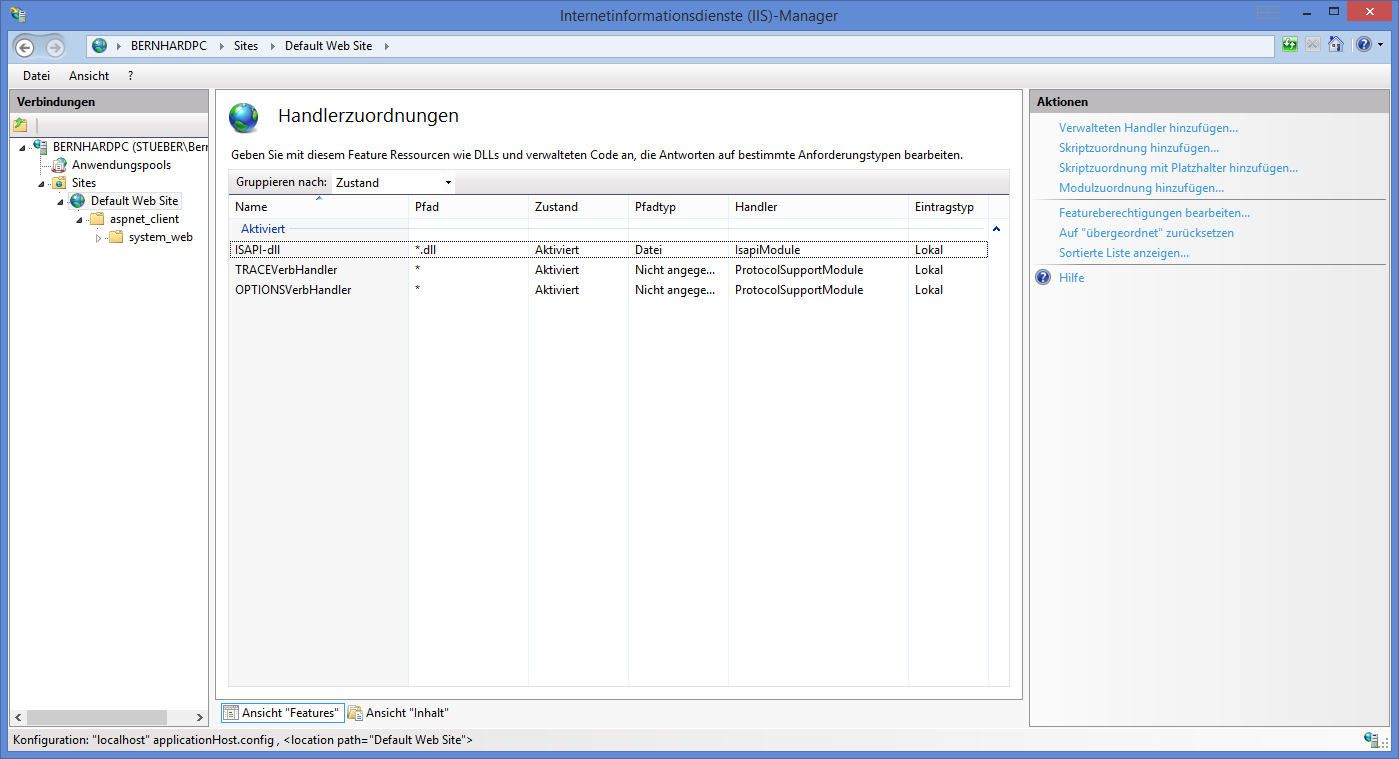 Internetinformationsdienste (IIS)-Manager
BERNHARDPC Sites Default Web Site
Datei Ansicht ?
Verbindungen
BERNHARDPC (STUEBER\Ber
Anwendungspools
Sites
Default Web Site
aspnet_client
system_web
Handlerzuordnungen
Geben Sie mit diesem Feature Ressourcen wie DLLs und verwalteten Code an, die Antworten auf bestimmte Anforderungstypen bearbeiten.
Gruppieren nach: Zustand
Name Pfad Zustand Pfadtyp Handler Eintragstyp
Aktiviert
ISAPI-dll *.dll Aktiviert Datei IsapiModule Lokal
TRACEVerbHandler * Aktiviert Nicht angege... ProtocolSupportModule Lokal
OPTIONSVerbHandler * Aktiviert Nicht angege... ProtocolSupportModule Lokal
Ansicht "Features" Ansicht "Inhalt"
Aktionen
Verwalteten Handler hinzufügen...
Skriptzuordnung hinzufügen...
Skriptzuordnung mit Platzhalter hinzufügen...
Modulzuordnung hinzufügen...
Featureberechtigungen bearbeiten...
Auf "übergeordnet" zurücksetzen
Sortierte Liste anzeigen...
Hilfe
Konfiguration: "localhost" applicationHost.config , <location path="Default Web Site">